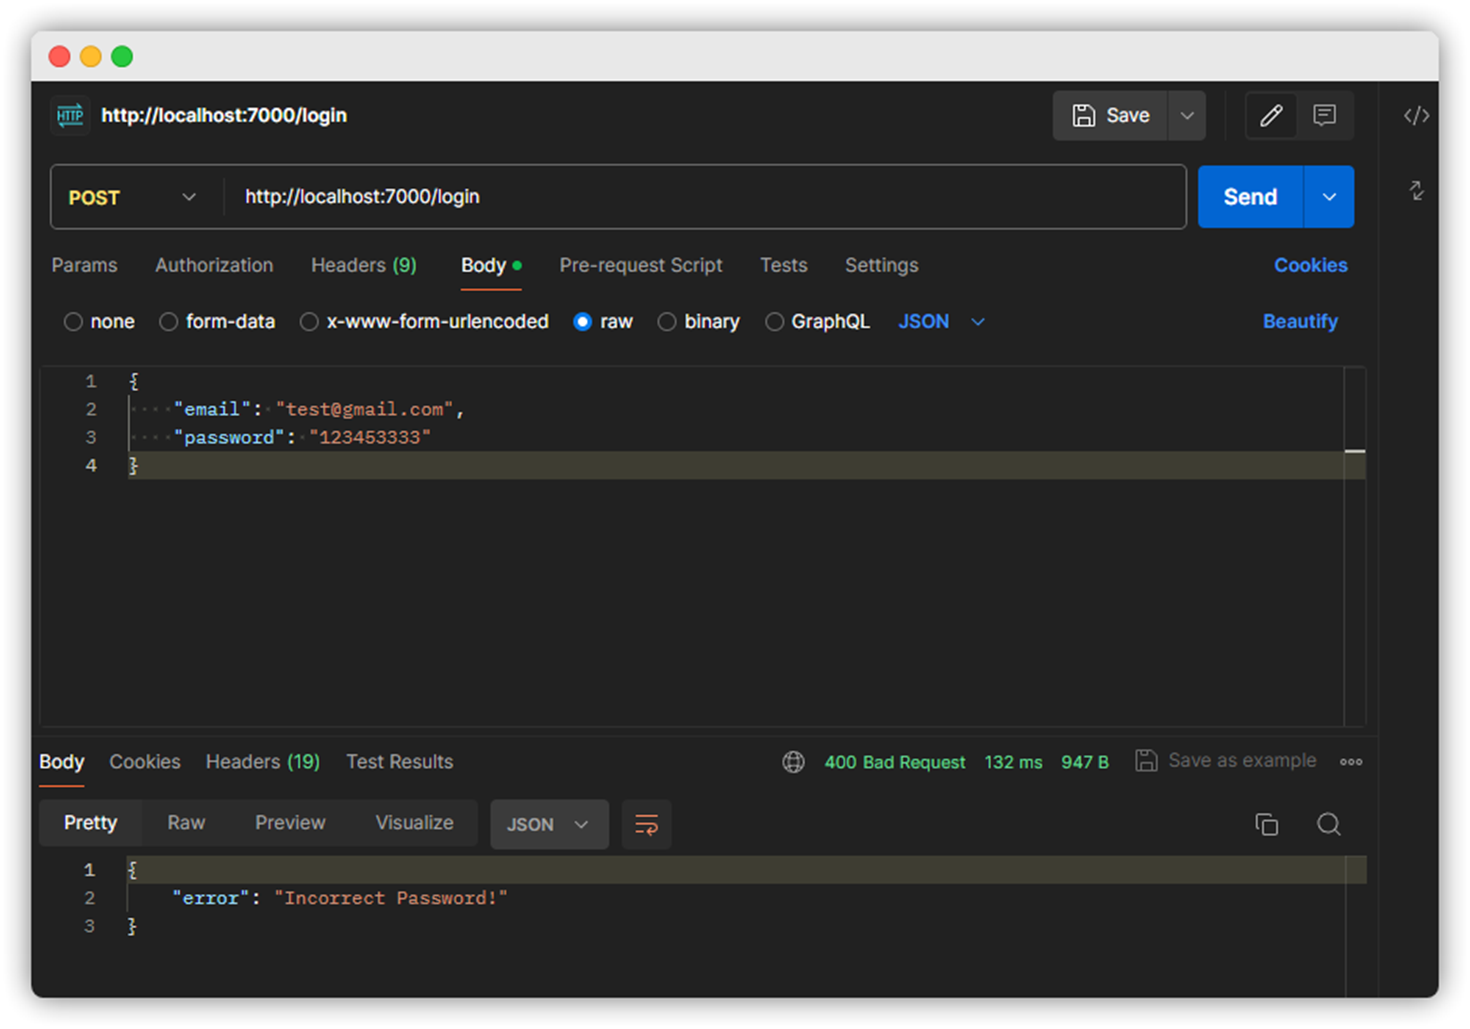 HTTP http://localhost:7000/login Save </>
POST http://localhost:7000/login Send
Params Authorization Headers (9) Body Pre-request Script Tests Settings Cookies
none form-data x-www-form-urlencoded raw binary GraphQL JSON Beautify
1 {
2 "email": "test@gmail.com",
3 "password": "123453333"
4 }
Body Cookies Headers (19) Test Results 400 Bad Request 132 ms 947 B Save as example
Pretty Raw Preview Visualize JSON
1 {
2 "error": "Incorrect Password!"
3 }